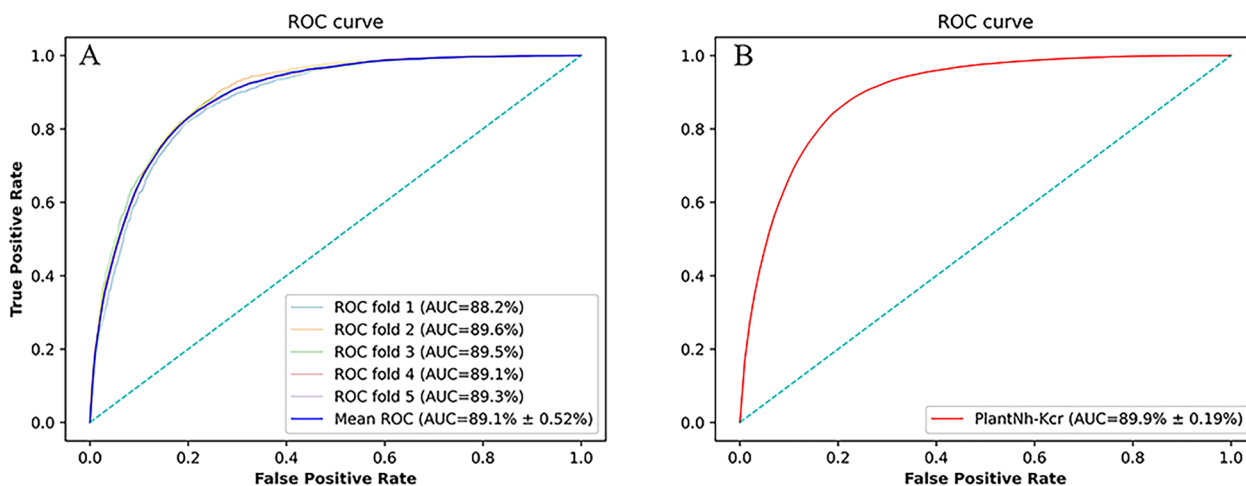 ROC curve
A
1.0
0.8
0.6
0.4
0.2
0.0
True Positive Rate
ROC fold 1 (AUC=88.2%)
ROC fold 2 (AUC=89.6%)
ROC fold 3 (AUC=89.5%)
ROC fold 4 (AUC=89.1%)
ROC fold 5 (AUC=89.3%)
Mean ROC (AUC=89.1% ± 0.52%)
0.0 0.2 0.4 0.6 0.8 1.0
False Positive Rate
ROC curve
B
1.0
0.8
0.6
0.4
0.2
0.0
PlantNh-Kcr (AUC=89.9% ± 0.19%)
0.0 0.2 0.4 0.6 0.8 1.0
False Positive Rate